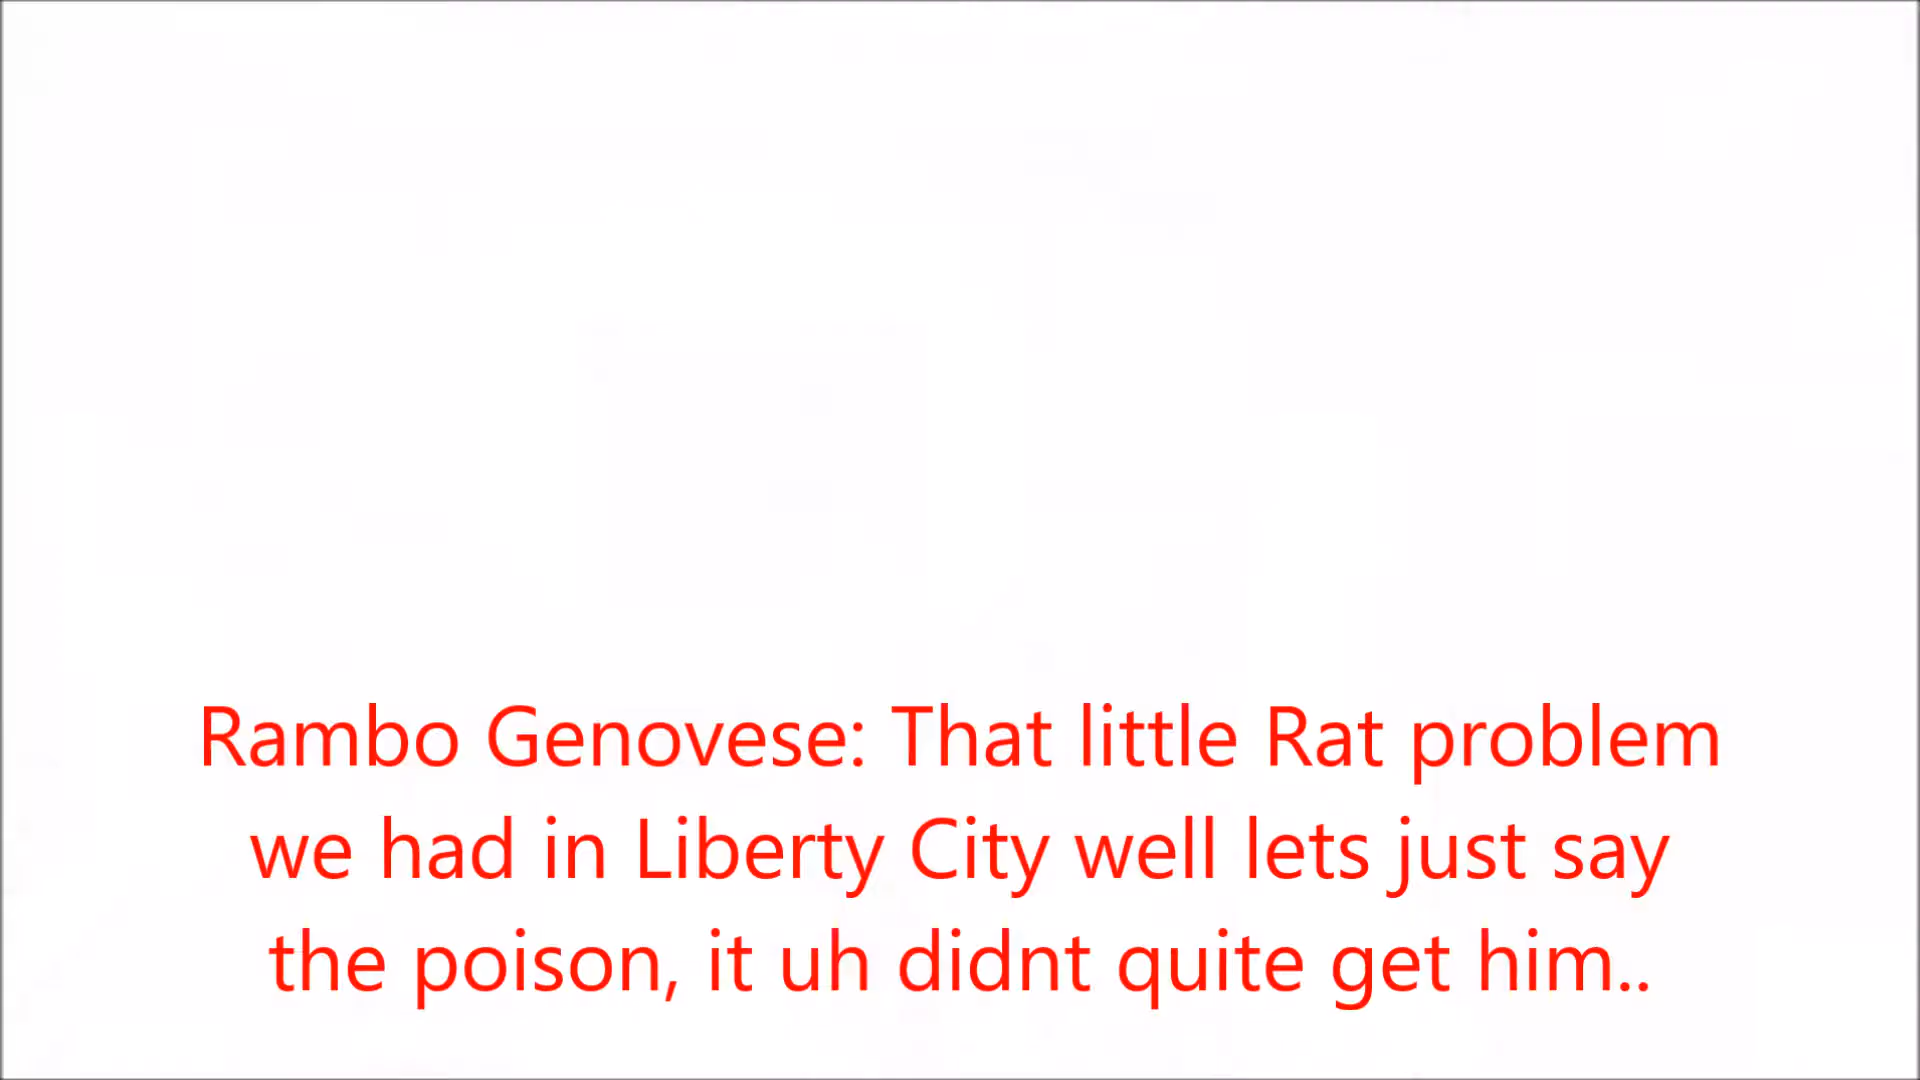 Rambo Genovese: That little Rat problem
we had in Liberty City well lets just say
the poison, it uh didnt quite get him..